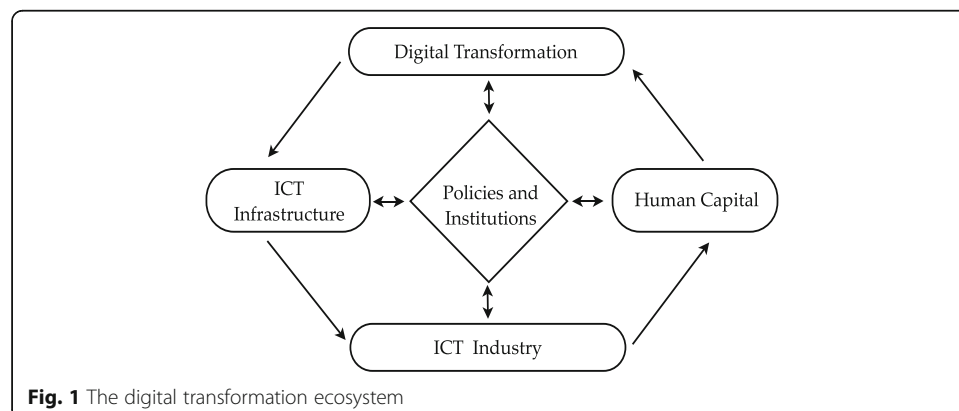 Digital Transformation
ICT
Infrastructure
Policies and
Institutions
Human Capital
ICT Industry
Fig. 1 The digital transformation ecosystem